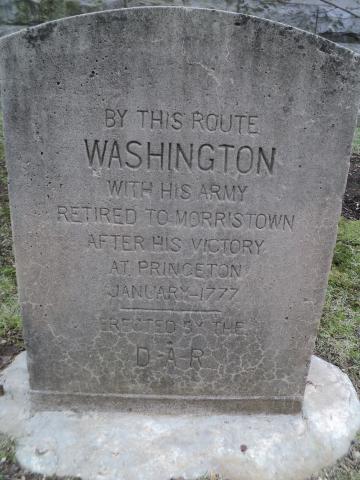 BY THIS ROUTE
WASHINGTON
WITH HIS ARMY
RETIRED TO MORRISTOWN
AFTER HIS VICTORY
AT PRINCETON
JANUARY-1777
ERECTED BY THE
D-A-R